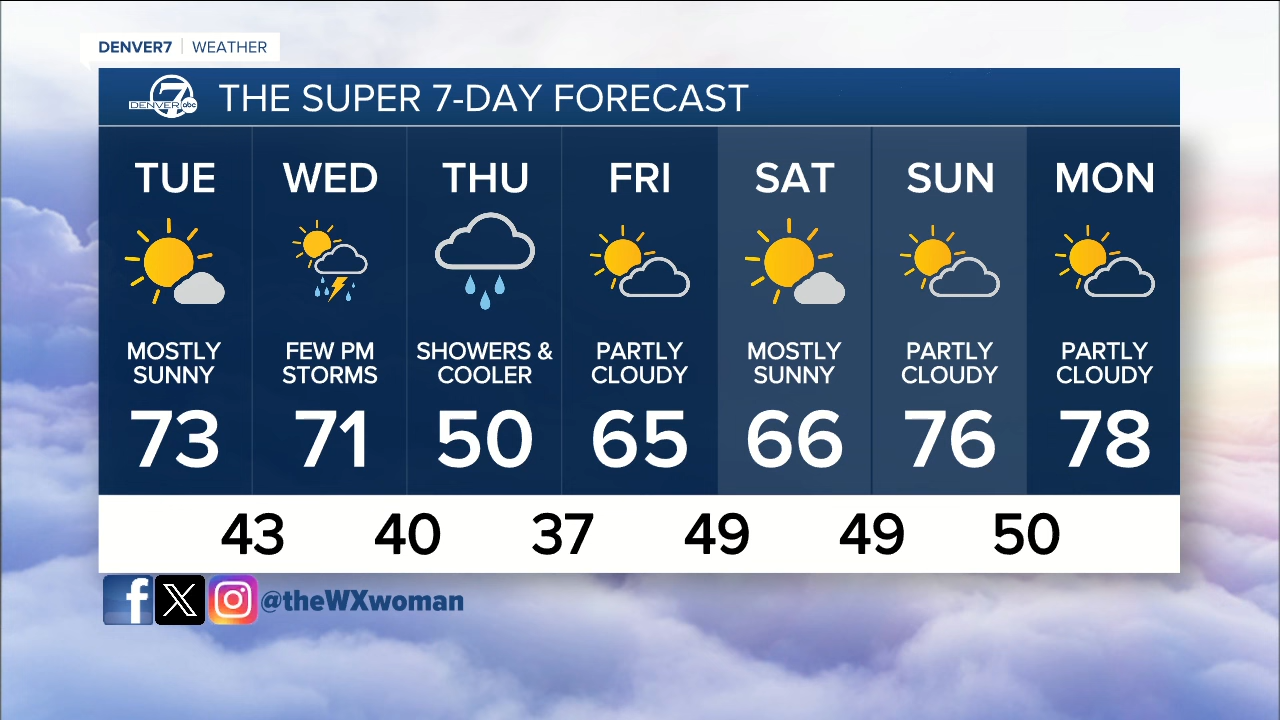 DENVER7 | WEATHER
7
DENVER abc
THE SUPER 7-DAY FORECAST
TUE WED THU FRI SAT SUN MON
MOSTLY SUNNY
FEW PM STORMS
SHOWERS & COOLER
PARTLY CLOUDY
MOSTLY SUNNY
PARTLY CLOUDY
PARTLY CLOUDY
73 71 50 65 66 76 78
43 40 37 49 49 50
@theWXwoman